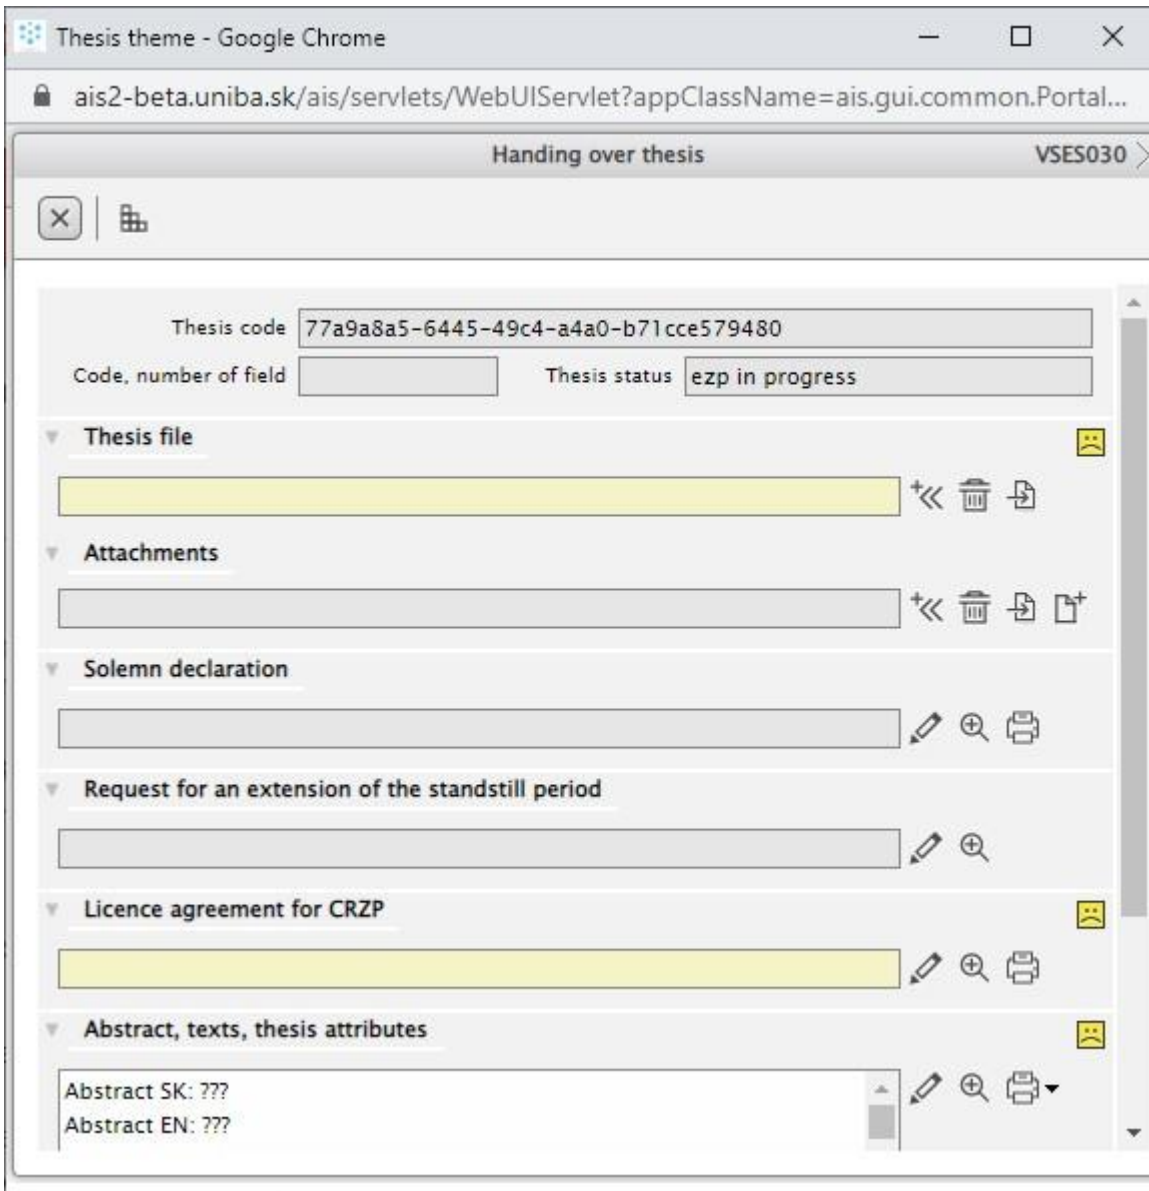 Thesis theme - Google Chrome
ais2-beta.uniba.sk/ais/servlets/WebUIServlet?appClassName=ais.gui.common.Portal...
Handing over thesis VSES030
Thesis code 77a9a8a5-6445-49c4-a4a0-b71cce579480
Code, number of field Thesis status ezp in progress
Thesis file
Attachments
Solemn declaration
Request for an extension of the standstill period
Licence agreement for CRZP
Abstract, texts, thesis attributes
Abstract SK: ???
Abstract EN: ???